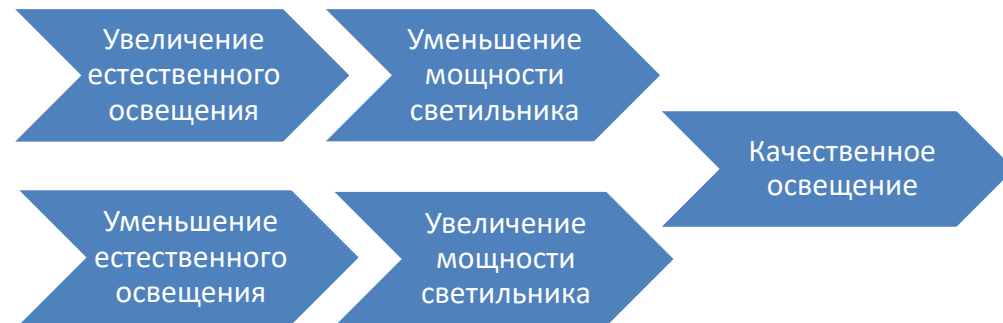 Увеличение
естественного
освещения
Уменьшение
мощности
светильника
Уменьшение
естественного
освещения
Увеличение
мощности
светильника
Качественное
освещение